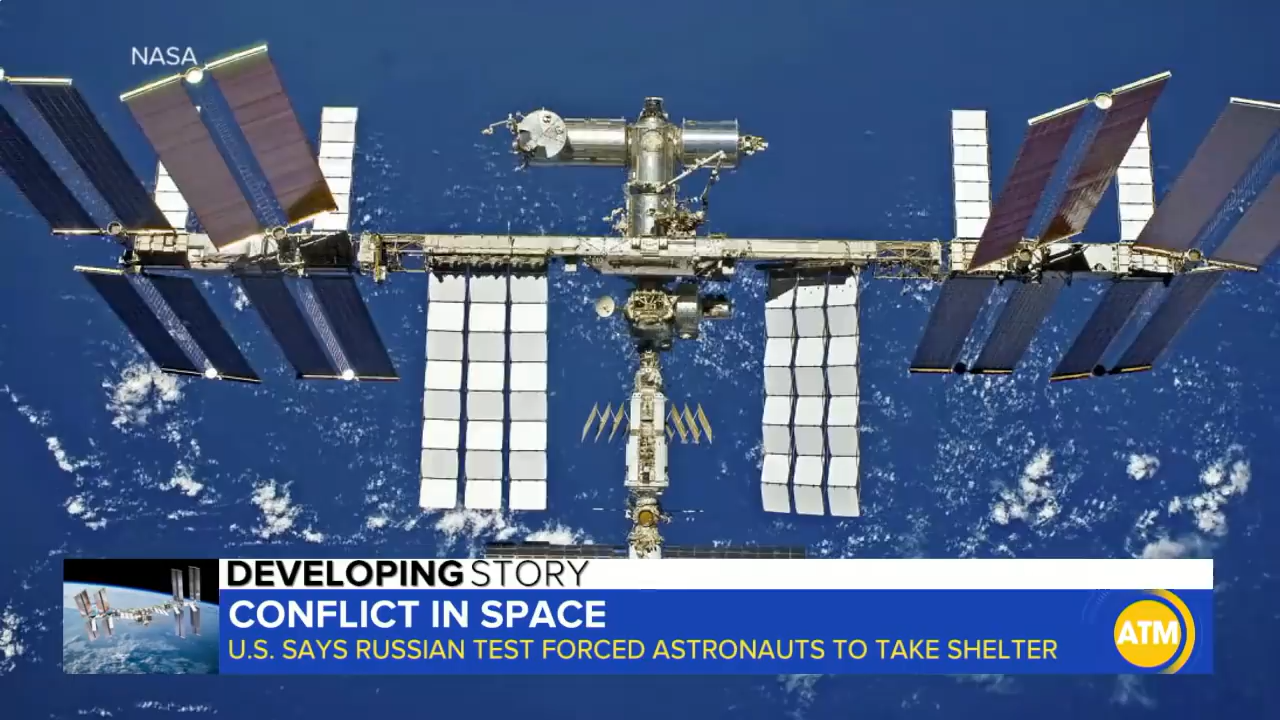 NASA
DEVELOPING STORY
CONFLICT IN SPACE
U.S. SAYS RUSSIAN TEST FORCED ASTRONAUTS TO TAKE SHELTER
ATM